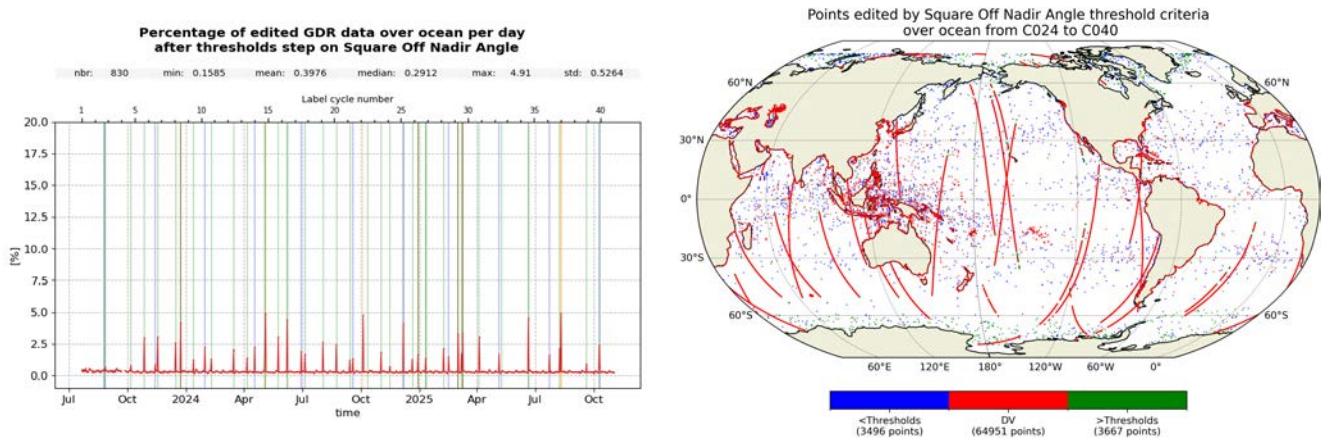 Percentage of edited GDR data over ocean per day
after thresholds step on Square Off Nadir Angle
nbr: 830 min: 0.1585 mean: 0.3976 median: 0.2912 max: 4.91 std: 0.5264
Label cycle number
1 5 10 15 20 25 30 35 40
20.0
17.5
15.0
12.5
10.0
7.5
5.0
2.5
0.0
[%]
Jul Oct 2024 Apr Jul Oct 2025 Apr Jul Oct
time
Points edited by Square Off Nadir Angle threshold criteria
over ocean from C024 to C040
60°N 60°N
30°N 30°N
0° 0°
30°S 30°S
60°S 60°S
60°E 120°E 180° 120°W 60°W 0°
<Thresholds
(3496 points)
DV
(64951 points)
>Thresholds
(3667 points)